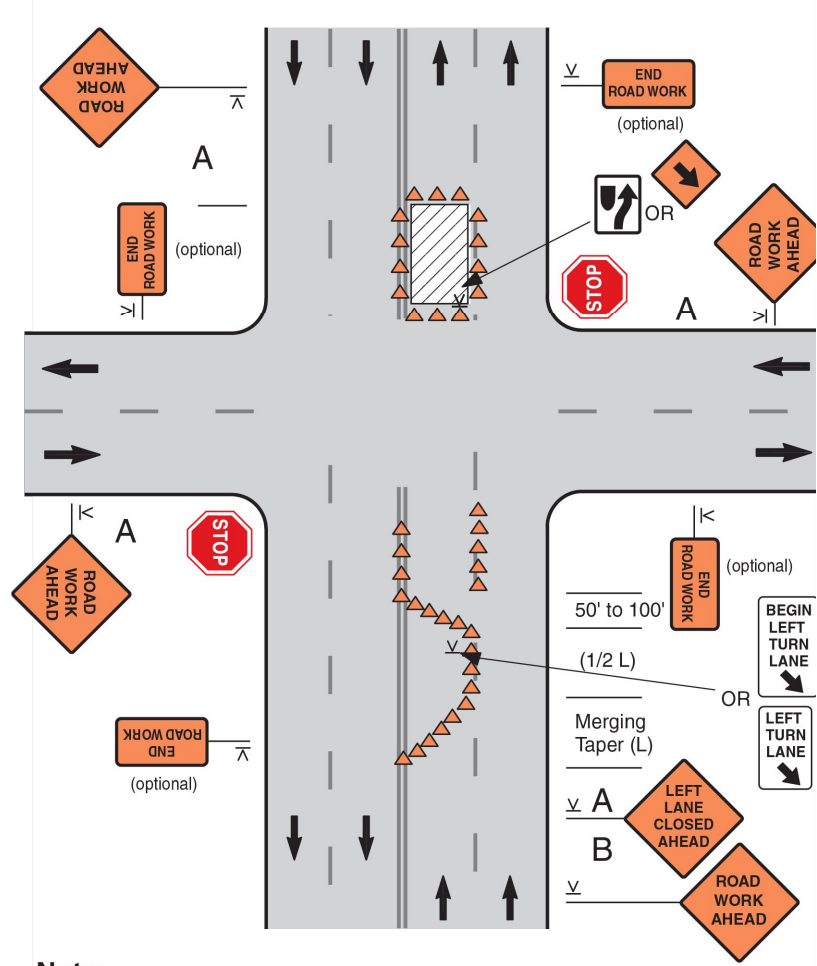 ROAD
WORK
AHEAD
END
ROAD WORK
(optional)
A
OR
ROAD
WORK
AHEAD
END
ROAD WORK
(optional)
STOP
A
A
STOP
ROAD
WORK
AHEAD
END
ROAD WORK
(optional)
50' to 100'
BEGIN
LEFT
TURN
LANE
(1/2 L)
OR
Merging
Taper (L)
LEFT
TURN
LANE
END
ROAD WORK
(optional)
A
LEFT
LANE
CLOSED
AHEAD
B
ROAD
WORK
AHEAD